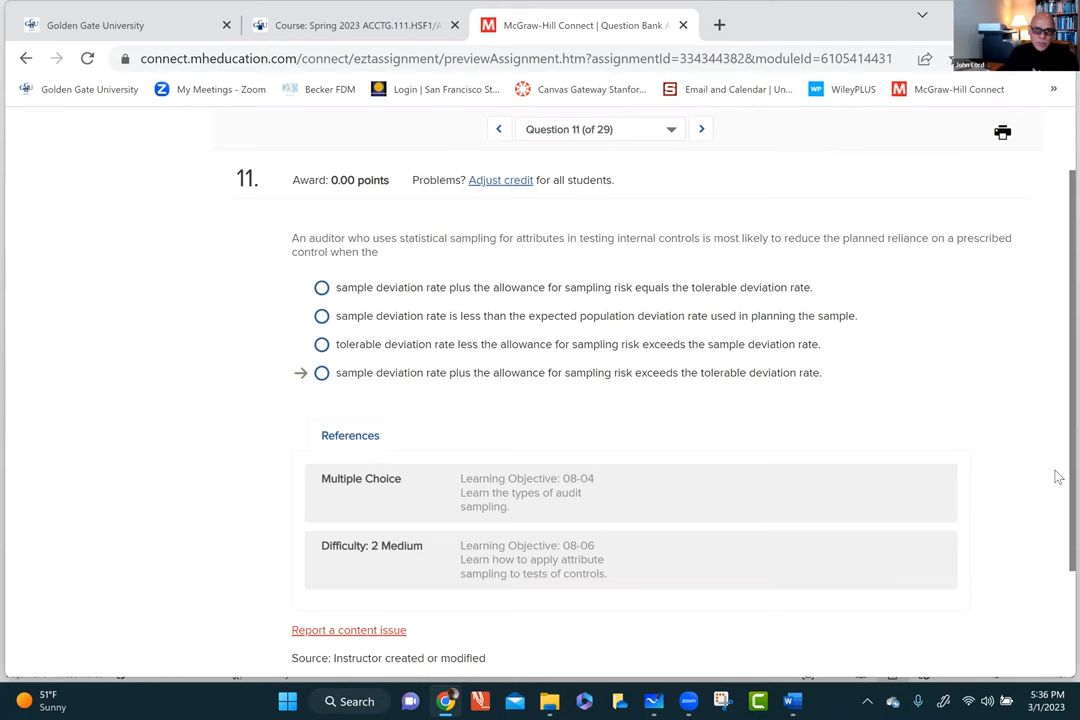 Golden Gate University
Course: Spring 2023 ACCTG.111.HSF1/
McGraw-Hill Connect | Question Bank
connect.mheducation.com/connect/eztassignment/previewAssignment.htm?assignmentId=334344382&moduleId=6105414431
John Lord
Golden Gate University
My Meetings - Zoom
Becker FDM
Login | San Francisco St...
Canvas Gateway Stanfor...
Email and Calendar | Un...
WileyPLUS
McGraw-Hill Connect
»
Question 11 (of 29)
11.
Award: 0.00 points
Problems? Adjust credit for all students.
An auditor who uses statistical sampling for attributes in testing internal controls is most likely to reduce the planned reliance on a prescribed
control when the
sample deviation rate plus the allowance for sampling risk equals the tolerable deviation rate.
sample deviation rate is less than the expected population deviation rate used in planning the sample.
tolerable deviation rate less the allowance for sampling risk exceeds the sample deviation rate.
sample deviation rate plus the allowance for sampling risk exceeds the tolerable deviation rate.
References
Multiple Choice
Learning Objective: 08-04
Learn the types of audit
sampling.
Difficulty: 2 Medium
Learning Objective: 08-06
Learn how to apply attribute
sampling to tests of controls.
Report a content issue
Source: Instructor created or modified
51°F
Sunny
Search
5:36 PM
3/1/2023